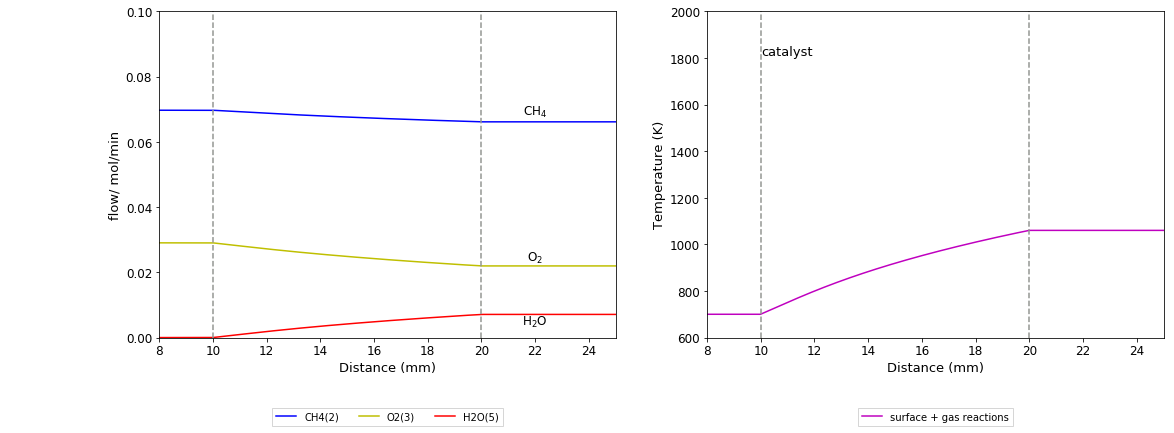 0.10
0.08
0.06
0.04
0.02
0.00
flow/ mol/min
CH₄
O₂
H₂O
8 10 12 14 16 18 20 22 24
Distance (mm)
CH4(2) O2(3) H2O(5)
2000
1800
1600
1400
1200
1000
800
600
Temperature (K)
catalyst
8 10 12 14 16 18 20 22 24
Distance (mm)
surface + gas reactions